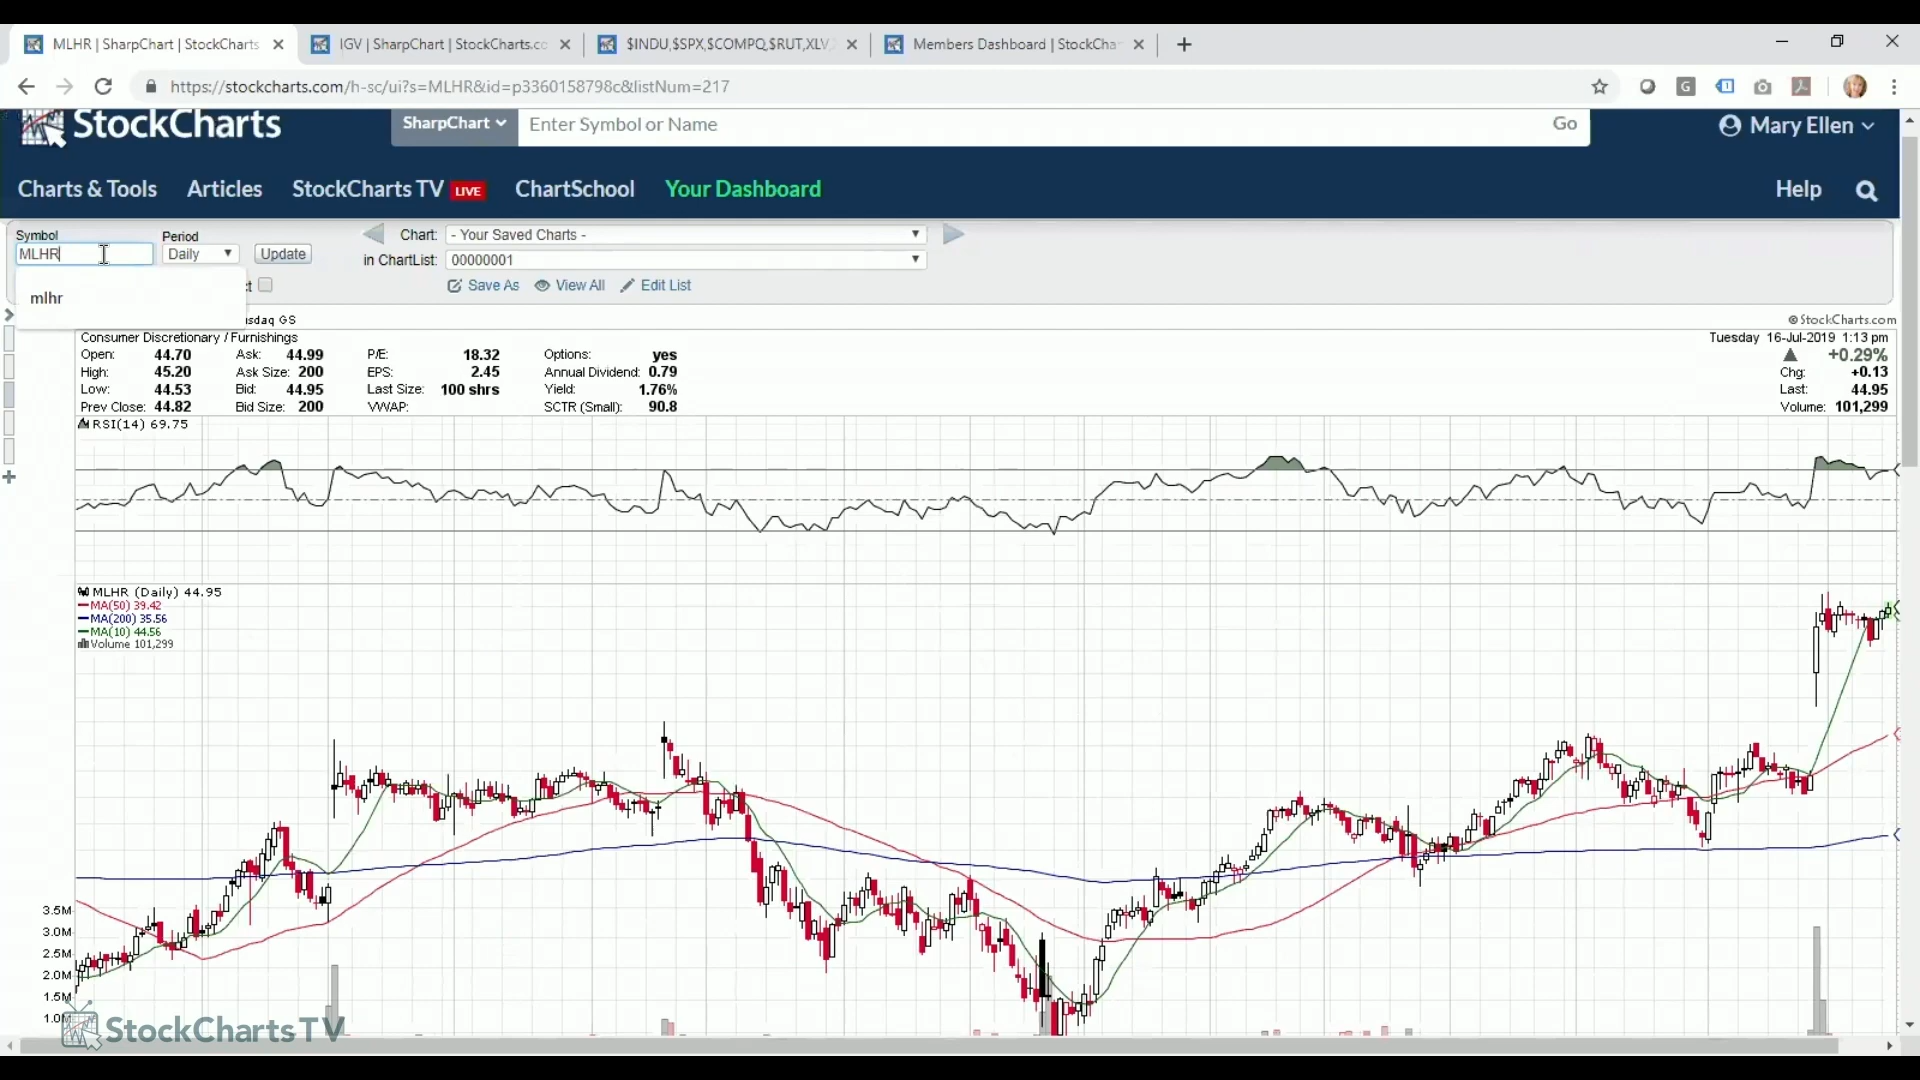 MLHR | SharpChart | StockCharts
IGV | SharpChart | StockCharts.cc
$INDU,$SPX,$COMPQ,$RUT,XLV,
Members Dashboard | StockCha
https://stockcharts.com/h-sc/ui?s=MLHR&id=p3360158798c&listNum=217
StockCharts
SharpChart
Enter Symbol or Name
Go
Mary Ellen
Charts & Tools
Articles
StockCharts TV LIVE
ChartSchool
Your Dashboard
Help
Symbol
Period
Chart: - Your Saved Charts -
MLHR
Daily
Update
in ChartList: 00000001
Save As
View All
Edit List
mlhr
sdaq GS
©StockCharts.com
Consumer Discretionary / Furnishings
Tuesday 16-Jul-2019 1:13 pm
Open: 44.70 Ask: 44.99 P/E: 18.32 Options: yes
+0.29%
High: 45.20 Ask Size: 200 EPS: 2.45 Annual Dividend: 0.79
Chg: +0.13
Low: 44.53 Bid: 44.95 Last Size: 100 shrs Yield: 1.76%
Last: 44.95
Prev Close: 44.82 Bid Size: 200 VWAP: SCTR (Small): 90.8
Volume: 101,299
RSI(14) 69.75
MLHR (Daily) 44.95
MA(50) 39.42
MA(200) 35.56
MA(10) 44.56
Volume 101,299
3.5M
3.0M
2.5M
2.0M
1.5M
1.0M
StockCharts TV